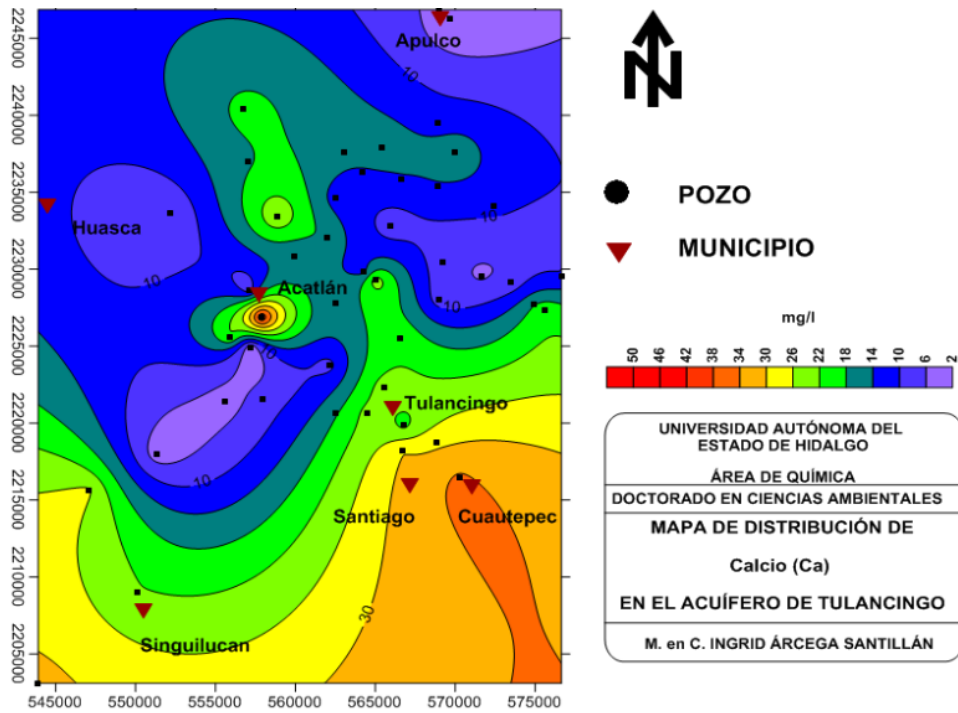 2245000
2240000
2235000
2230000
2225000
2220000
2215000
2210000
2205000
545000 550000 555000 560000 565000 570000 575000
Apulco
10
Huasca
10
10
Acatlán
10
10
Tulancingo
10
Santiago
Cuautepec
30
Singuilucan
N
POZO
MUNICIPIO
mg/l
50 46 42 38 34 30 26 22 18 14 10 6 2
UNIVERSIDAD AUTÓNOMA DEL
ESTADO DE HIDALGO
ÁREA DE QUÍMICA
DOCTORADO EN CIENCIAS AMBIENTALES
MAPA DE DISTRIBUCIÓN DE
Calcio (Ca)
EN EL ACUÍFERO DE TULANCINGO
M. en C. INGRID ÁRCEGA SANTILLÁN